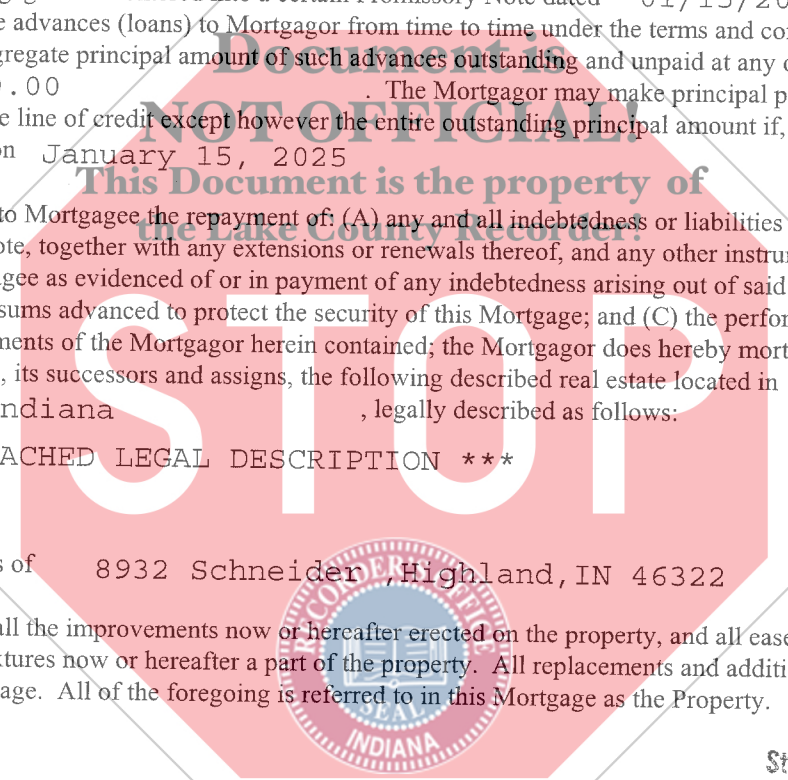 e advances (loans) to Mortgagor from time to time under the terms and co
Document is
gregate principal amount of such advances outstanding and unpaid at any
.00 . The Mortgagor may make principal p
NOT OFFICIAL!
e line of credit except however the entire outstanding principal amount if,
n January 15, 2025
This Document is the property of
to Mortgagee the repayment of: (A) any and all indebtedness or liabilities
the Lake County Recorder!
ote, together with any extensions or renewals thereof, and any other instru
gee as evidenced of or in payment of any indebtedness arising out of said
sums advanced to protect the security of this Mortgage; and (C) the perfor
ments of the Mortgagor herein contained; the Mortgagor does hereby mort
, its successors and assigns, the following described real estate located in
STOP
ndiana , legally described as follows:
ACHED LEGAL DESCRIPTION ***
s of 8932 Schneider ,Highland,IN 46322
RECORDER'S OFFICE
all the improvements now or hereafter erected on the property, and all ease
xtures now or hereafter a part of the property. All replacements and additi
age. All of the foregoing is referred to in this Mortgage as the Property.
SEAL
INDIANA
St